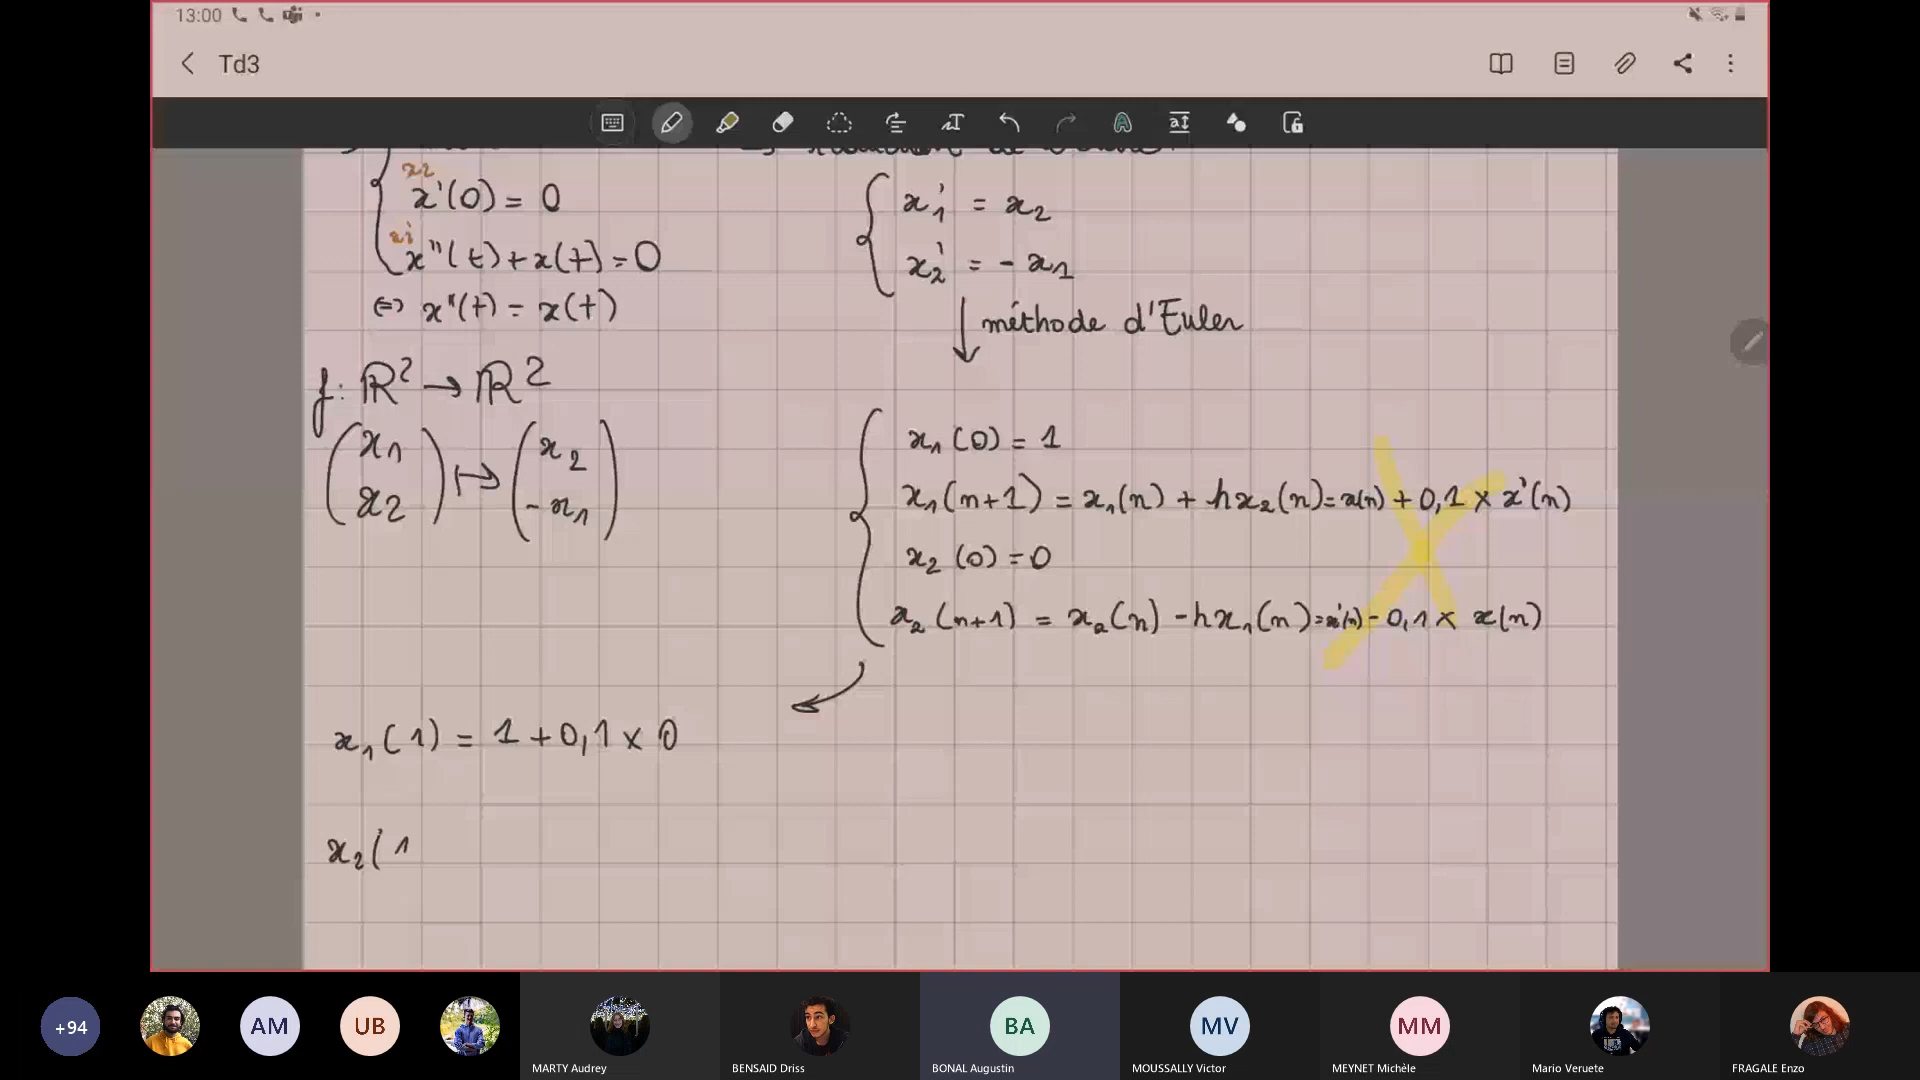 13:00
Td3
x2
x'(0) = 0
x''(t) + x(t) = 0
⇔ x''(t) = x(t)
f: ℝ² → ℝ²
(x1 x2) ↦ (x2 -x1)
{ x1' = x2
x2' = - x1
↓ méthode d'Euler
{ x1(0) = 1
x1(n+1) = x1(n) + h x2(n) = x(n) + 0,1 × x'(n)
x2(0) = 0
x2(n+1) = x2(n) - h x1(n) = x'(n) - 0,1 × x(n)
x1(1) = 1 + 0,1 × 0
x2( 1
+94
AM
UB
BA
MV
MM
MARTY Audrey
BENSAID Driss
BONAL Augustin
MOUSSALLY Victor
MEYNET Michèle
Mario Veruete
FRAGALE Enzo